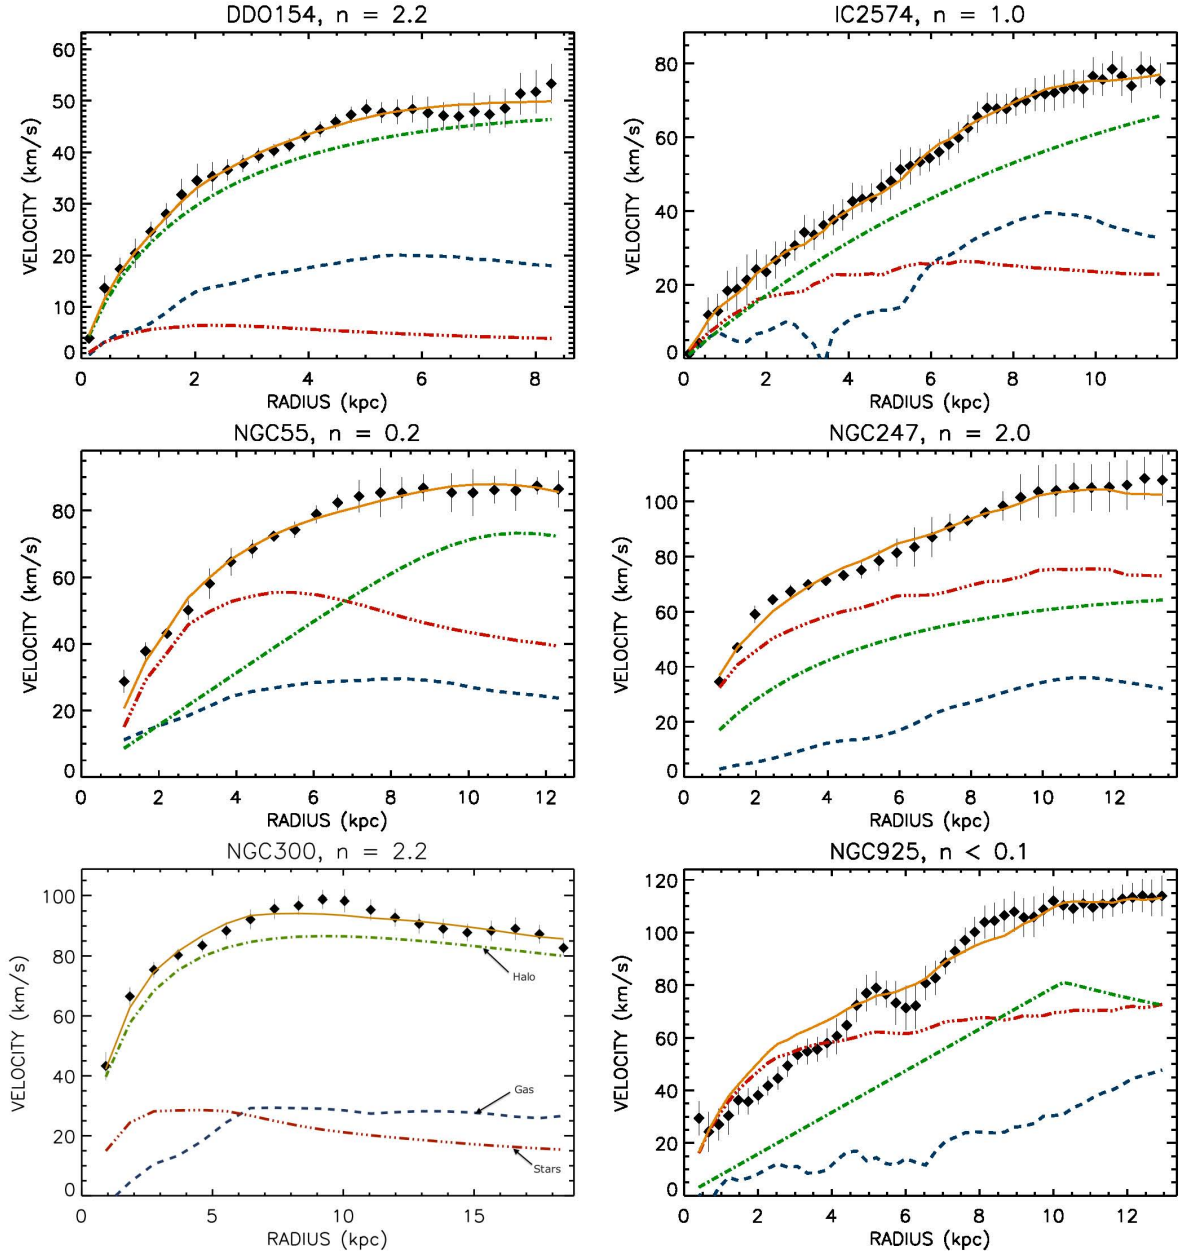 DDO154, n = 2.2
VELOCITY (km/s)
60
50
40
30
20
10
0
0 2 4 6 8
RADIUS (kpc)
IC2574, n = 1.0
VELOCITY (km/s)
80
60
40
20
0
0 2 4 6 8 10
RADIUS (kpc)
NGC55, n = 0.2
VELOCITY (km/s)
80
60
40
20
0
0 2 4 6 8 10 12
RADIUS (kpc)
NGC247, n = 2.0
VELOCITY (km/s)
100
80
60
40
20
0
0 2 4 6 8 10 12
RADIUS (kpc)
NGC300, n = 2.2
VELOCITY (km/s)
100
80
60
40
20
0
Halo
Gas
Stars
0 5 10 15
RADIUS (kpc)
NGC925, n < 0.1
VELOCITY (km/s)
120
100
80
60
40
20
0
0 2 4 6 8 10 12
RADIUS (kpc)